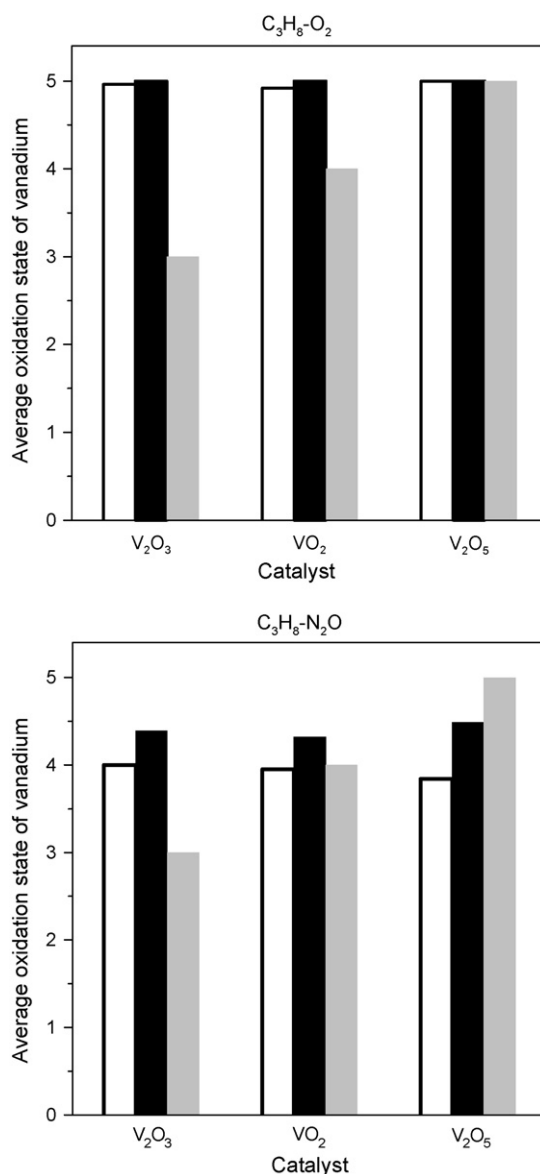 C₃H₈-O₂
Average oxidation state of vanadium
5
4
3
2
1
0
V₂O₃ VO₂ V₂O₅
Catalyst
C₃H₈-N₂O
Average oxidation state of vanadium
5
4
3
2
1
0
V₂O₃ VO₂ V₂O₅
Catalyst